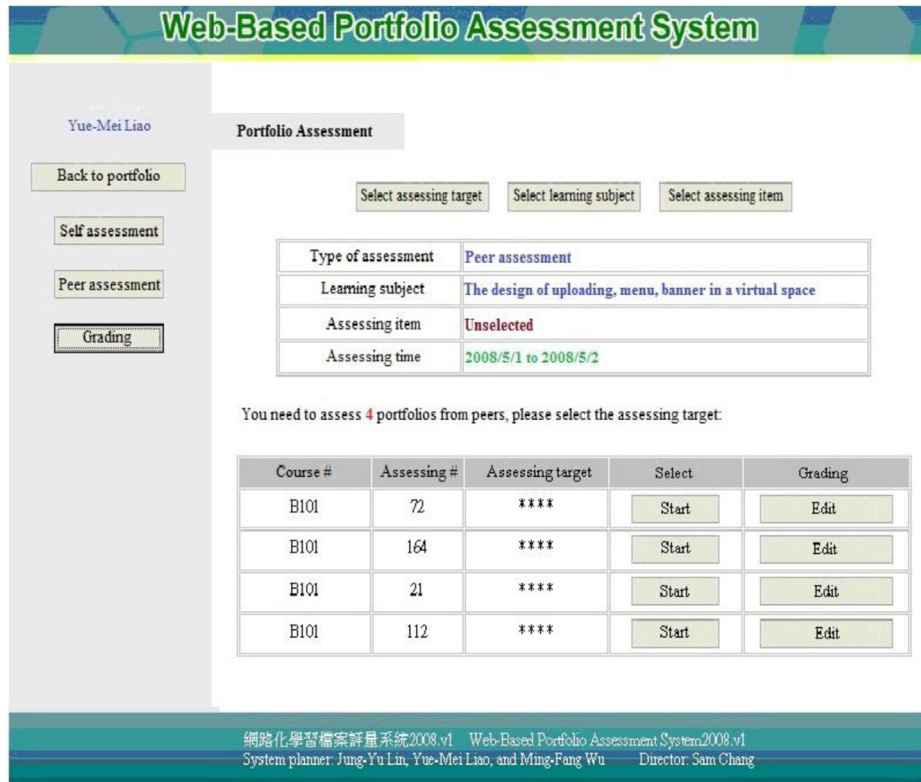 Web-Based Portfolio Assessment System
Yue-Mei Liao
Portfolio Assessment
Back to portfolio
Self assessment
Peer assessment
Grading
Select assessing target Select learning subject Select assessing item
Type of assessment Peer assessment
Learning subject The design of uploading, menu, banner in a virtual space
Assessing item Unselected
Assessing time 2008/5/1 to 2008/5/2
You need to assess 4 portfolios from peers, please select the assessing target:
Course # Assessing # Assessing target Select Grading
B101 72 **** Start Edit
B101 164 **** Start Edit
B101 21 **** Start Edit
B101 112 **** Start Edit
網路化學習檔案評量系統2008.v1 Web-Based Portfolio Assessment System2008.v1
System planner: Jung-Yu Lin, Yue-Mei Liao, and Ming-Fang Wu Director: Sam Chang